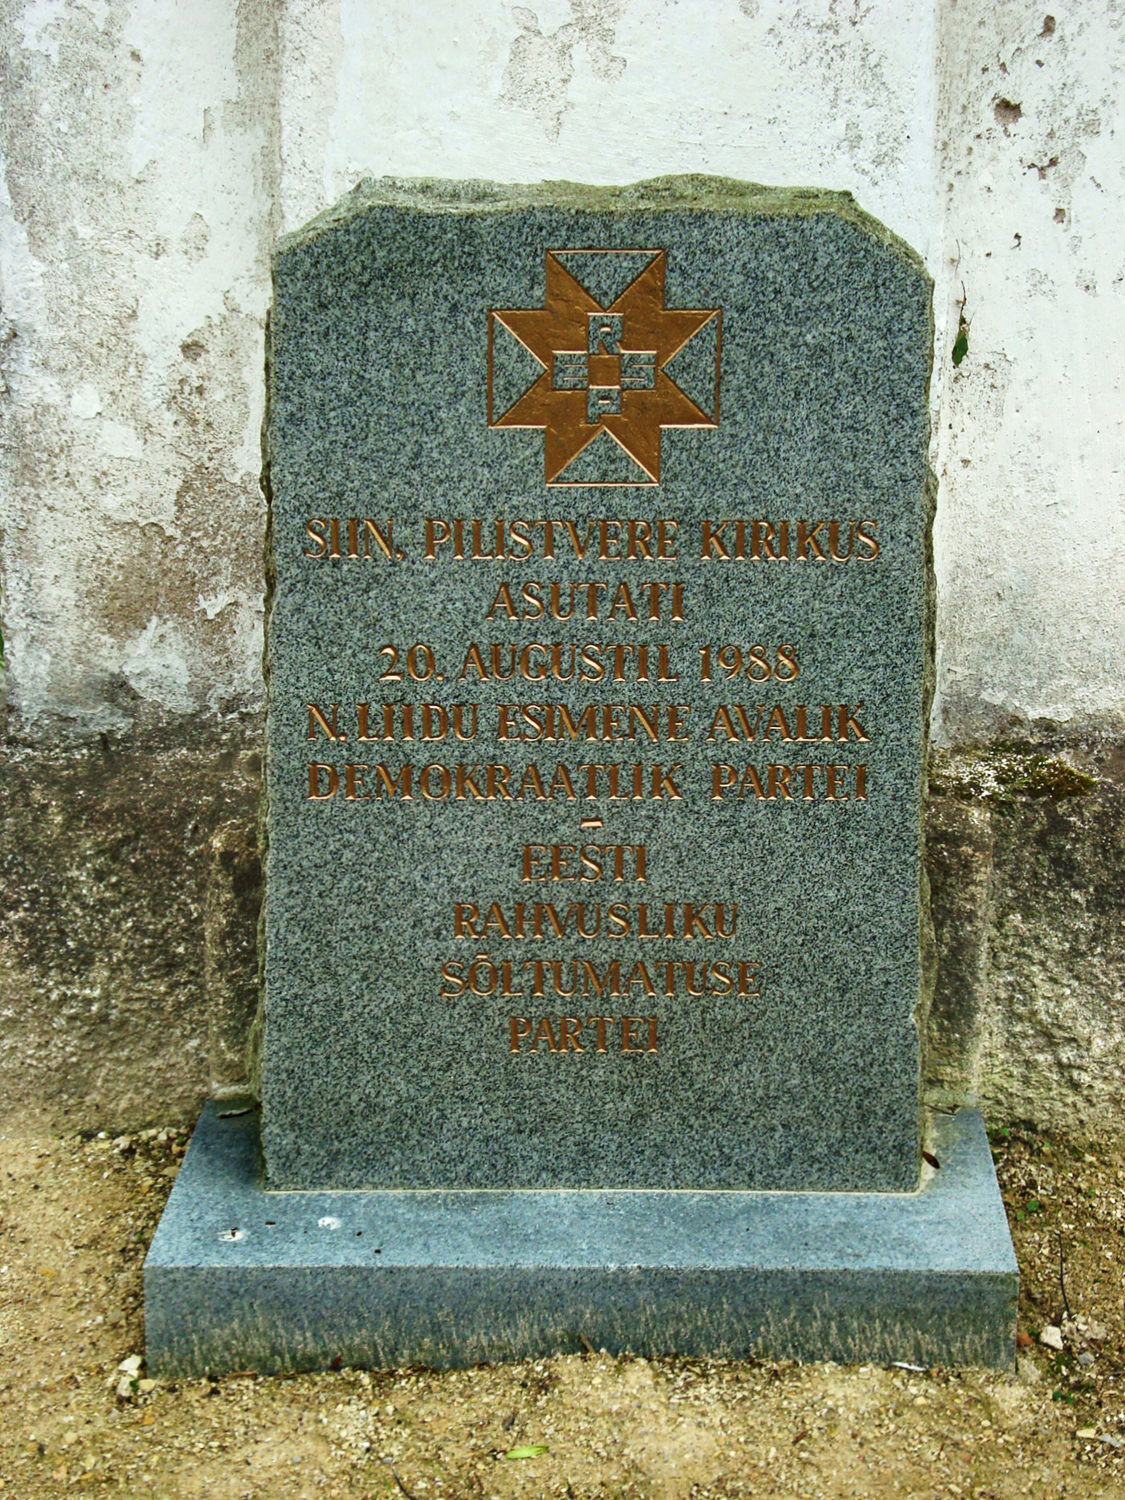 R
E S
P
SIIN, PILISTVERE KIRIKUS
ASUTATI
20. AUGUSTIL 1988
N.LIIDU ESIMENE AVALIK
DEMOKRAATLIK PARTEI
-
EESTI
RAHVUSLIKU
SÕLTUMATUSE
PARTEI